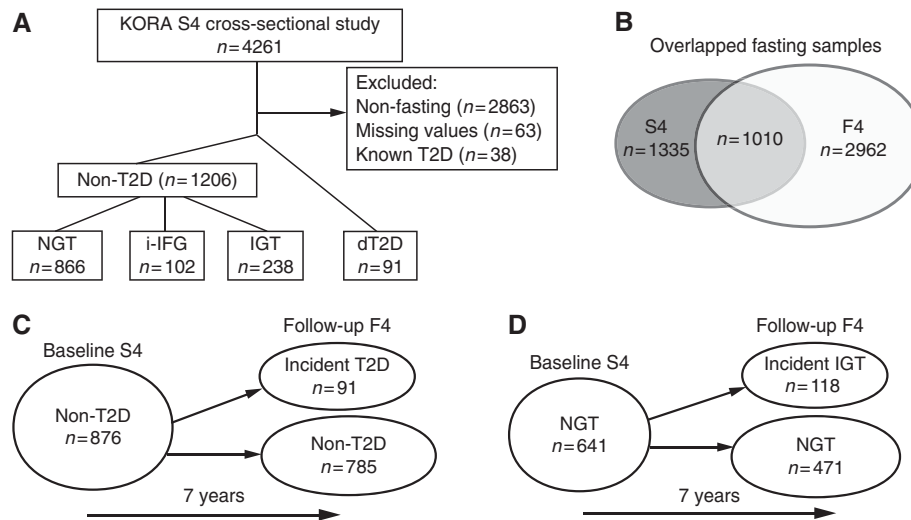 A
KORA S4 cross-sectional study
n=4261
Excluded:
Non-fasting (n=2863)
Missing values (n=63)
Known T2D (n=38)
Non-T2D (n=1206)
NGT
n=866
i-IFG
n=102
IGT
n=238
dT2D
n=91
B
Overlapped fasting samples
S4
n=1335
n=1010
F4
n=2962
C
Baseline S4
Follow-up F4
Non-T2D
n=876
Incident T2D
n=91
Non-T2D
n=785
7 years
D
Baseline S4
Follow-up F4
NGT
n=641
Incident IGT
n=118
NGT
n=471
7 years